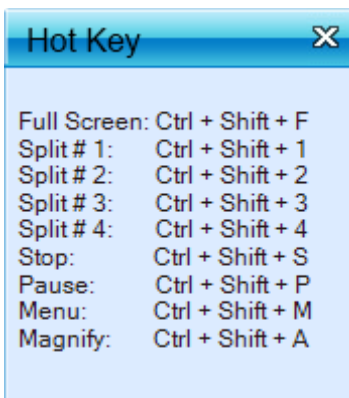 Hot Key
Full Screen: Ctrl + Shift + F
Split # 1: Ctrl + Shift + 1
Split # 2: Ctrl + Shift + 2
Split # 3: Ctrl + Shift + 3
Split # 4: Ctrl + Shift + 4
Stop: Ctrl + Shift + S
Pause: Ctrl + Shift + P
Menu: Ctrl + Shift + M
Magnify: Ctrl + Shift + A